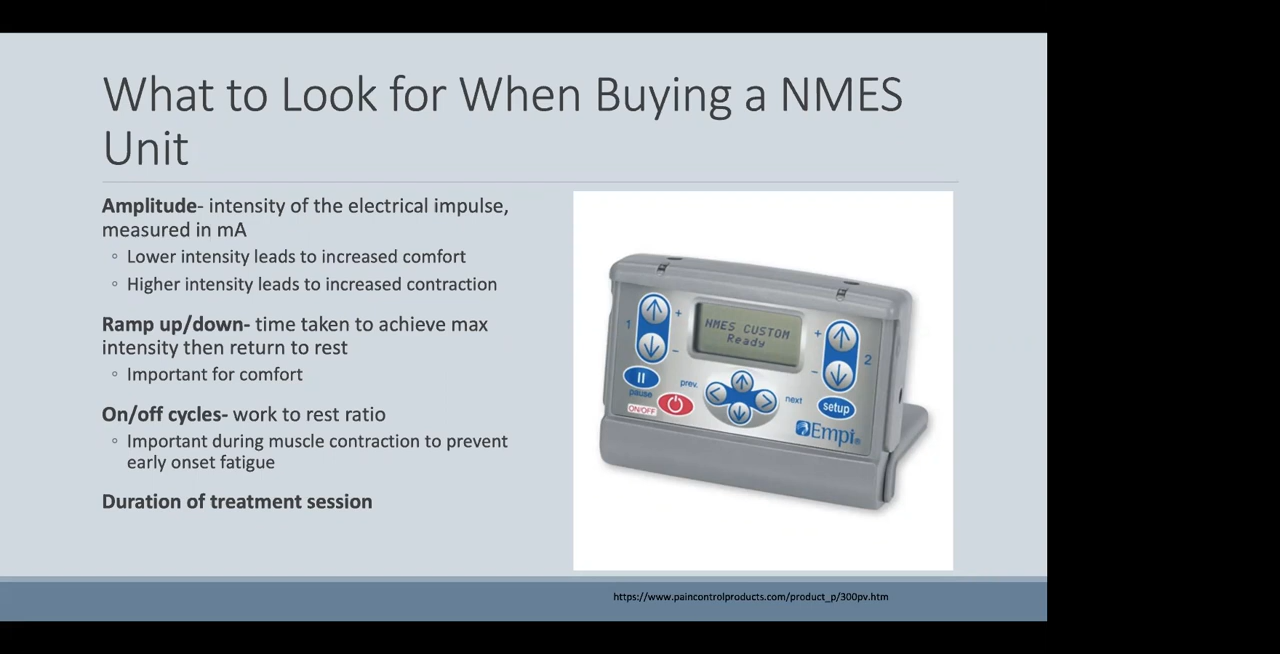 What to Look for When Buying a NMES
Unit
Amplitude- intensity of the electrical impulse,
measured in mA
◦ Lower intensity leads to increased comfort
◦ Higher intensity leads to increased contraction
Ramp up/down- time taken to achieve max
intensity then return to rest
◦ Important for comfort
On/off cycles- work to rest ratio
◦ Important during muscle contraction to prevent
early onset fatigue
Duration of treatment session
NMES CUSTOM
Ready
1
+
-
+
-
2
pause
prev.
next
ON/OFF
setup
Empi®
https://www.paincontrolproducts.com/product_p/300pv.htm